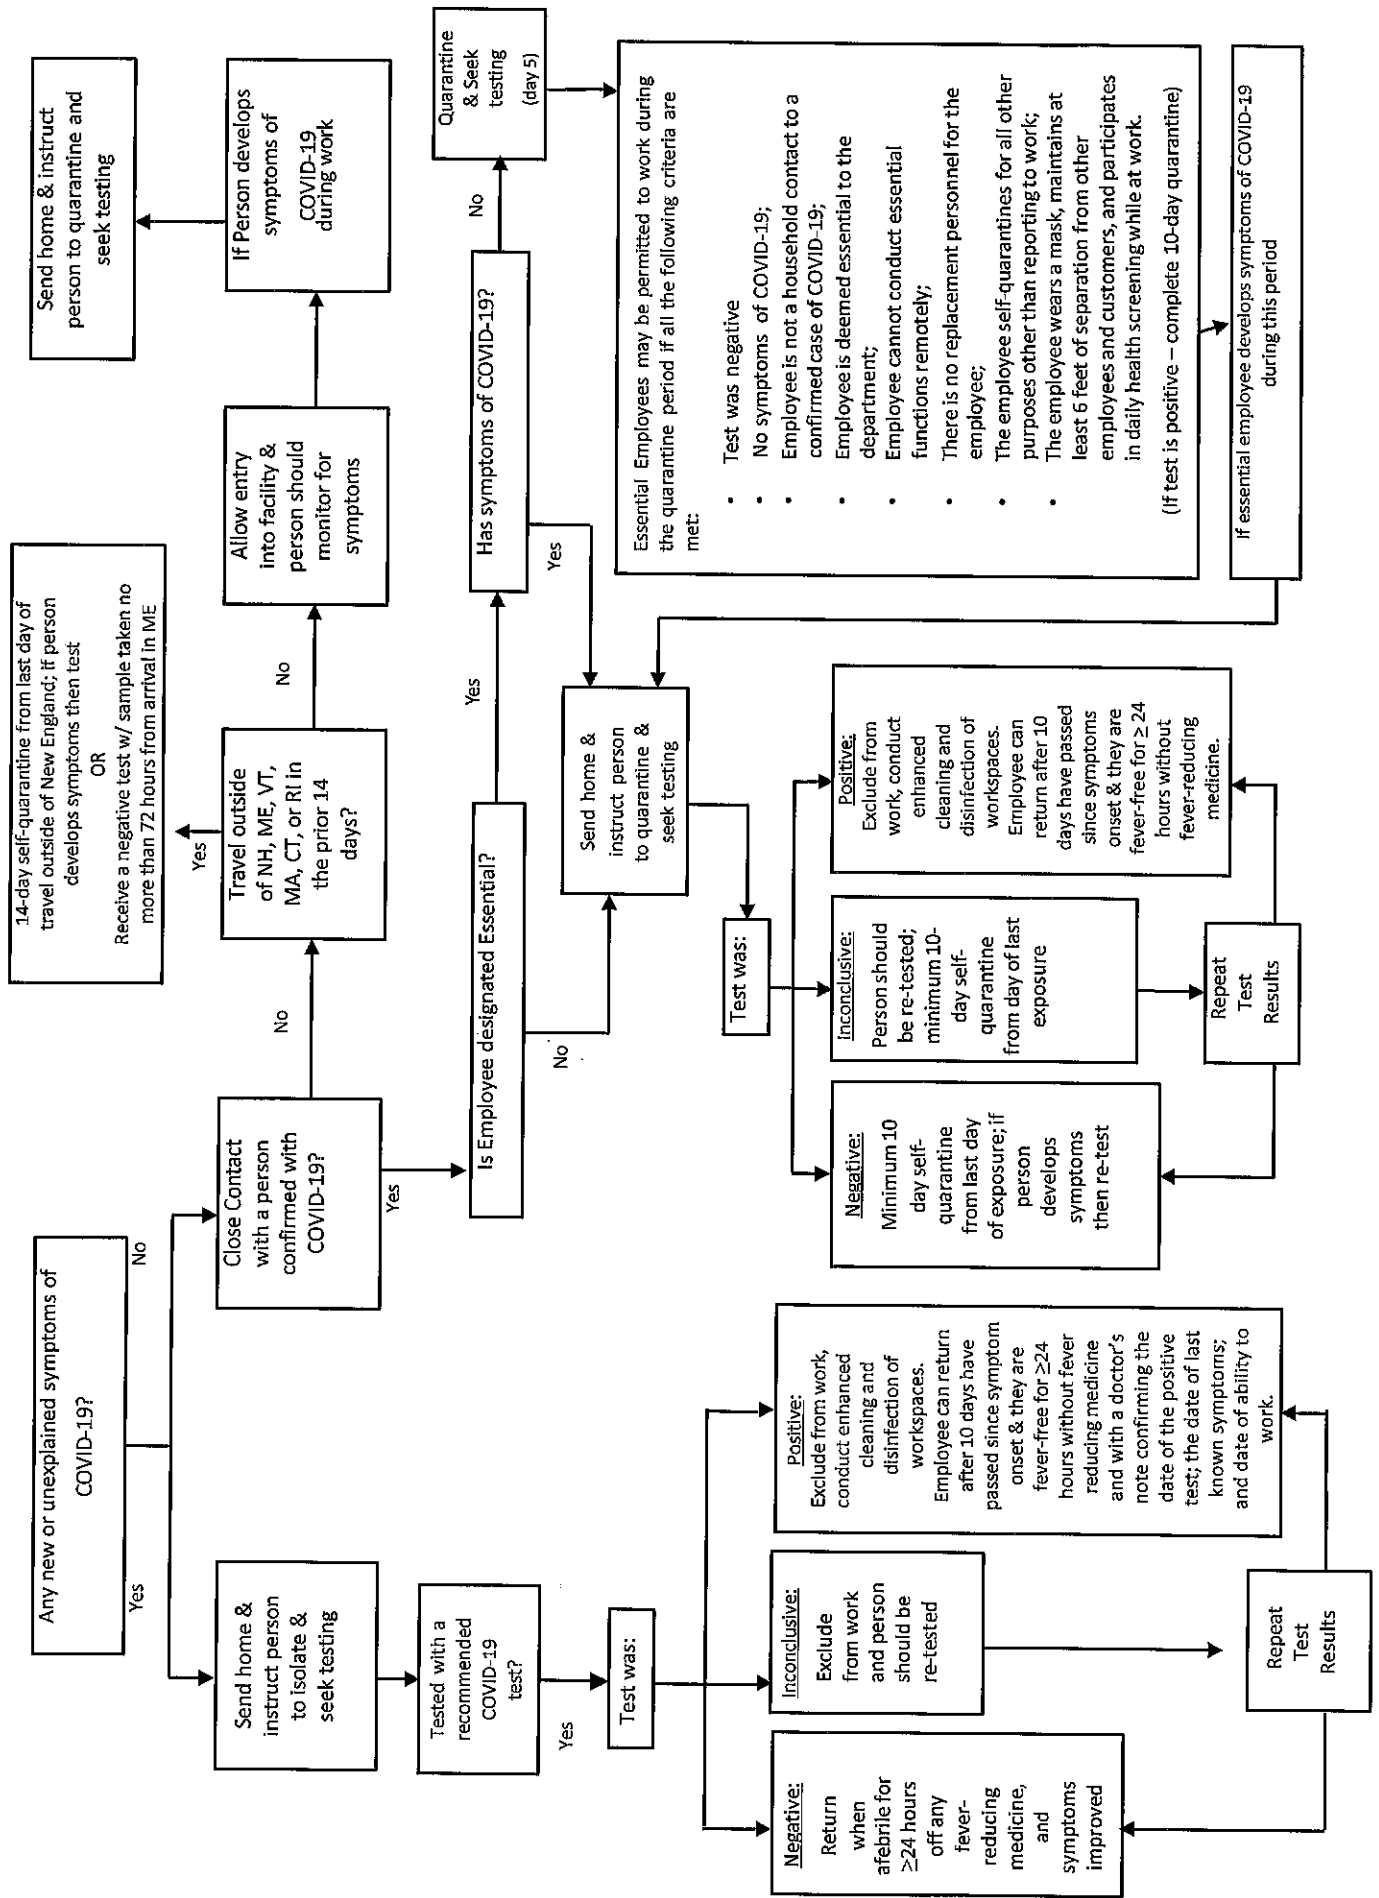 Any new or unexplained symptoms of
COVID-19?
Yes
No
Send home &
instruct person
to isolate &
seek testing
Tested with a
recommended
COVID-19
test?
Yes
Test was:
Negative:
Return
when
afebrile for
≥24 hours
off any
fever-
reducing
medicine,
and
symptoms
improved
Inconclusive:
Exclude
from work
and person
should be
re-tested
Positive:
Exclude from work,
conduct enhanced
cleaning and
disinfection of
workspaces.
Employee can return
after 10 days have
passed since symptom
onset & they are
fever-free for ≥24
hours without fever
reducing medicine
and with a doctor's
note confirming the
date of the positive
test; the date of last
known symptoms;
and date of ability to
work.
Repeat
Test
Results
Close Contact
with a person
confirmed with
COVID-19?
No
Yes
Travel outside
of NH, ME, VT,
MA, CT, or RI in
the prior 14
days?
Yes
No
14-day self-quarantine from last day of
travel outside of New England; if person
develops symptoms then test
OR
Receive a negative test w/ sample taken no
more than 72 hours from arrival in ME
Allow entry
into facility &
person should
monitor for
symptoms
If Person develops
symptoms of
COVID-19
during work
Send home & instruct
person to quarantine and
seek testing
Is Employee designated Essential?
Yes
No
Has symptoms of COVID-19?
No
Yes
Quarantine
& Seek
testing
(day 5)
Send home &
instruct person
to quarantine &
seek testing
Test was:
Negative:
Minimum 10
day self-
quarantine
from last day
of exposure; if
person
develops
symptoms
then re-test
Inconclusive:
Person should
be re-tested;
minimum 10-
day self-
quarantine
from day of last
exposure
Positive:
Exclude from
work, conduct
enhanced
cleaning and
disinfection of
workspaces.
Employee can
return after 10
days have passed
since symptoms
onset & they are
fever-free for ≥ 24
hours without
fever-reducing
medicine.
Repeat
Test
Results
Essential Employees may be permitted to work during
the quarantine period if all the following criteria are
met:
• Test was negative
• No symptoms of COVID-19;
• Employee is not a household contact to a
confirmed case of COVID-19;
• Employee is deemed essential to the
department;
• Employee cannot conduct essential
functions remotely;
• There is no replacement personnel for the
employee;
• The employee self-quarantines for all other
purposes other than reporting to work;
• The employee wears a mask, maintains at
least 6 feet of separation from other
employees and customers, and participates
in daily health screening while at work.
(If test is positive – complete 10-day quarantine)
If essential employee develops symptoms of COVID-19
during this period